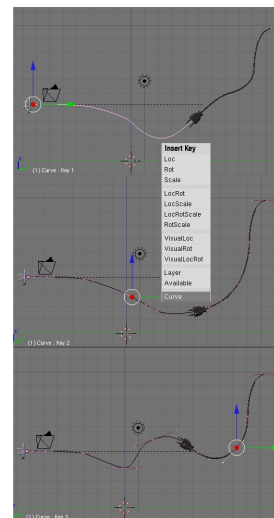 Insert Key
Loc
Rot
Scale
LocRot
LocScale
LocRotScale
RotScale
VisualLoc
VisualRot
VisualLocRot
Layer
Available
Curve
(1) Curve : Key 1
(1) Curve : Key 2
(1) Curve : Key 3